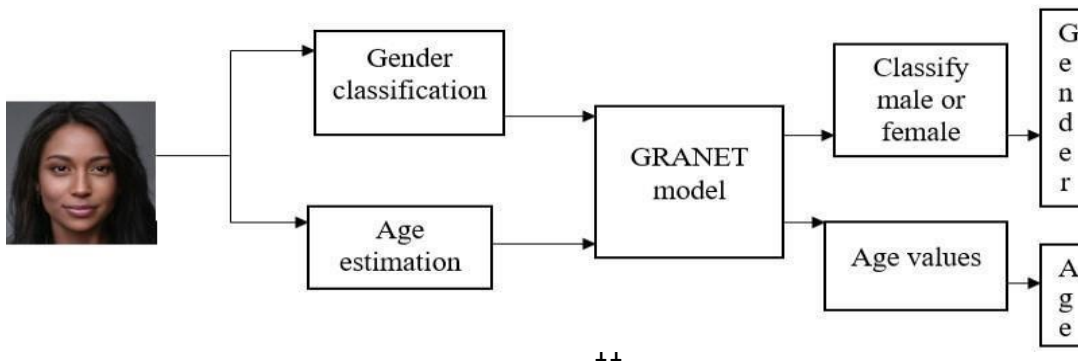 Gender
classification
Age
estimation
GRANET
model
Classify
male or
female
Age values
G
e
n
d
e
r
A
g
e